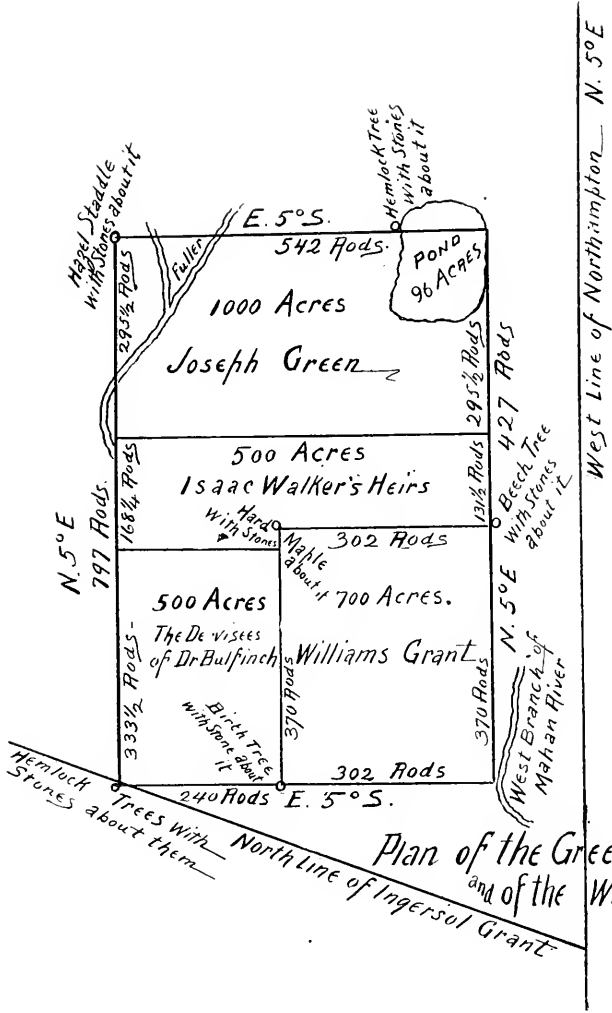 West Line of Northampton N. 5°E
Hazel Staddle
with Stones about it
E. 5° S.
Hemlock Tree
with Stones
about it
542 Rods.
POND
96 ACRES
Fuller
295½ Rods
1000 Acres
Joseph Green
295½ Rods
427 Rods
N. 5°E
797 Rods.
168¼ Rods
500 Acres
Isaac Walker's Heirs
131½ Rods
Beech Tree
with Stones
about it
Hard
with Stones
Maple
about it
302 Rods
500 Acres
The Devisees
of Dr Bulfinch
700 Acres.
Williams Grant
N. 5°E
333½ Rods-
370 Rods
370 Rods
West Branch of
Mahan River
Birth Tree
with Stone about
it
302 Rods
240 Rods E. 5° S.
Hemlock Trees With
Stones about them
North Line of Ingersol Grant
Plan of the Gree
and of the W